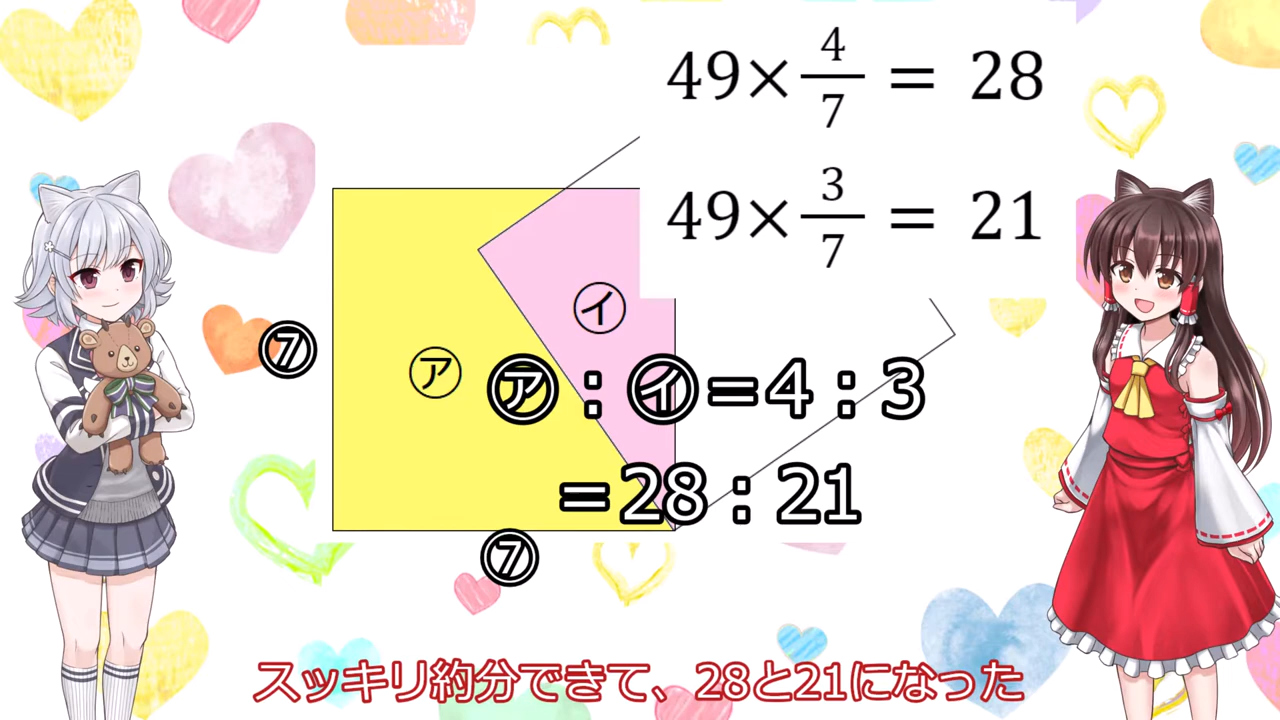 49×4/7 = 28
49×3/7 = 21
イ
⑦
ア
㋐：㋑＝4：3
＝28：21
⑦
スッキリ約分できて、28と21になった